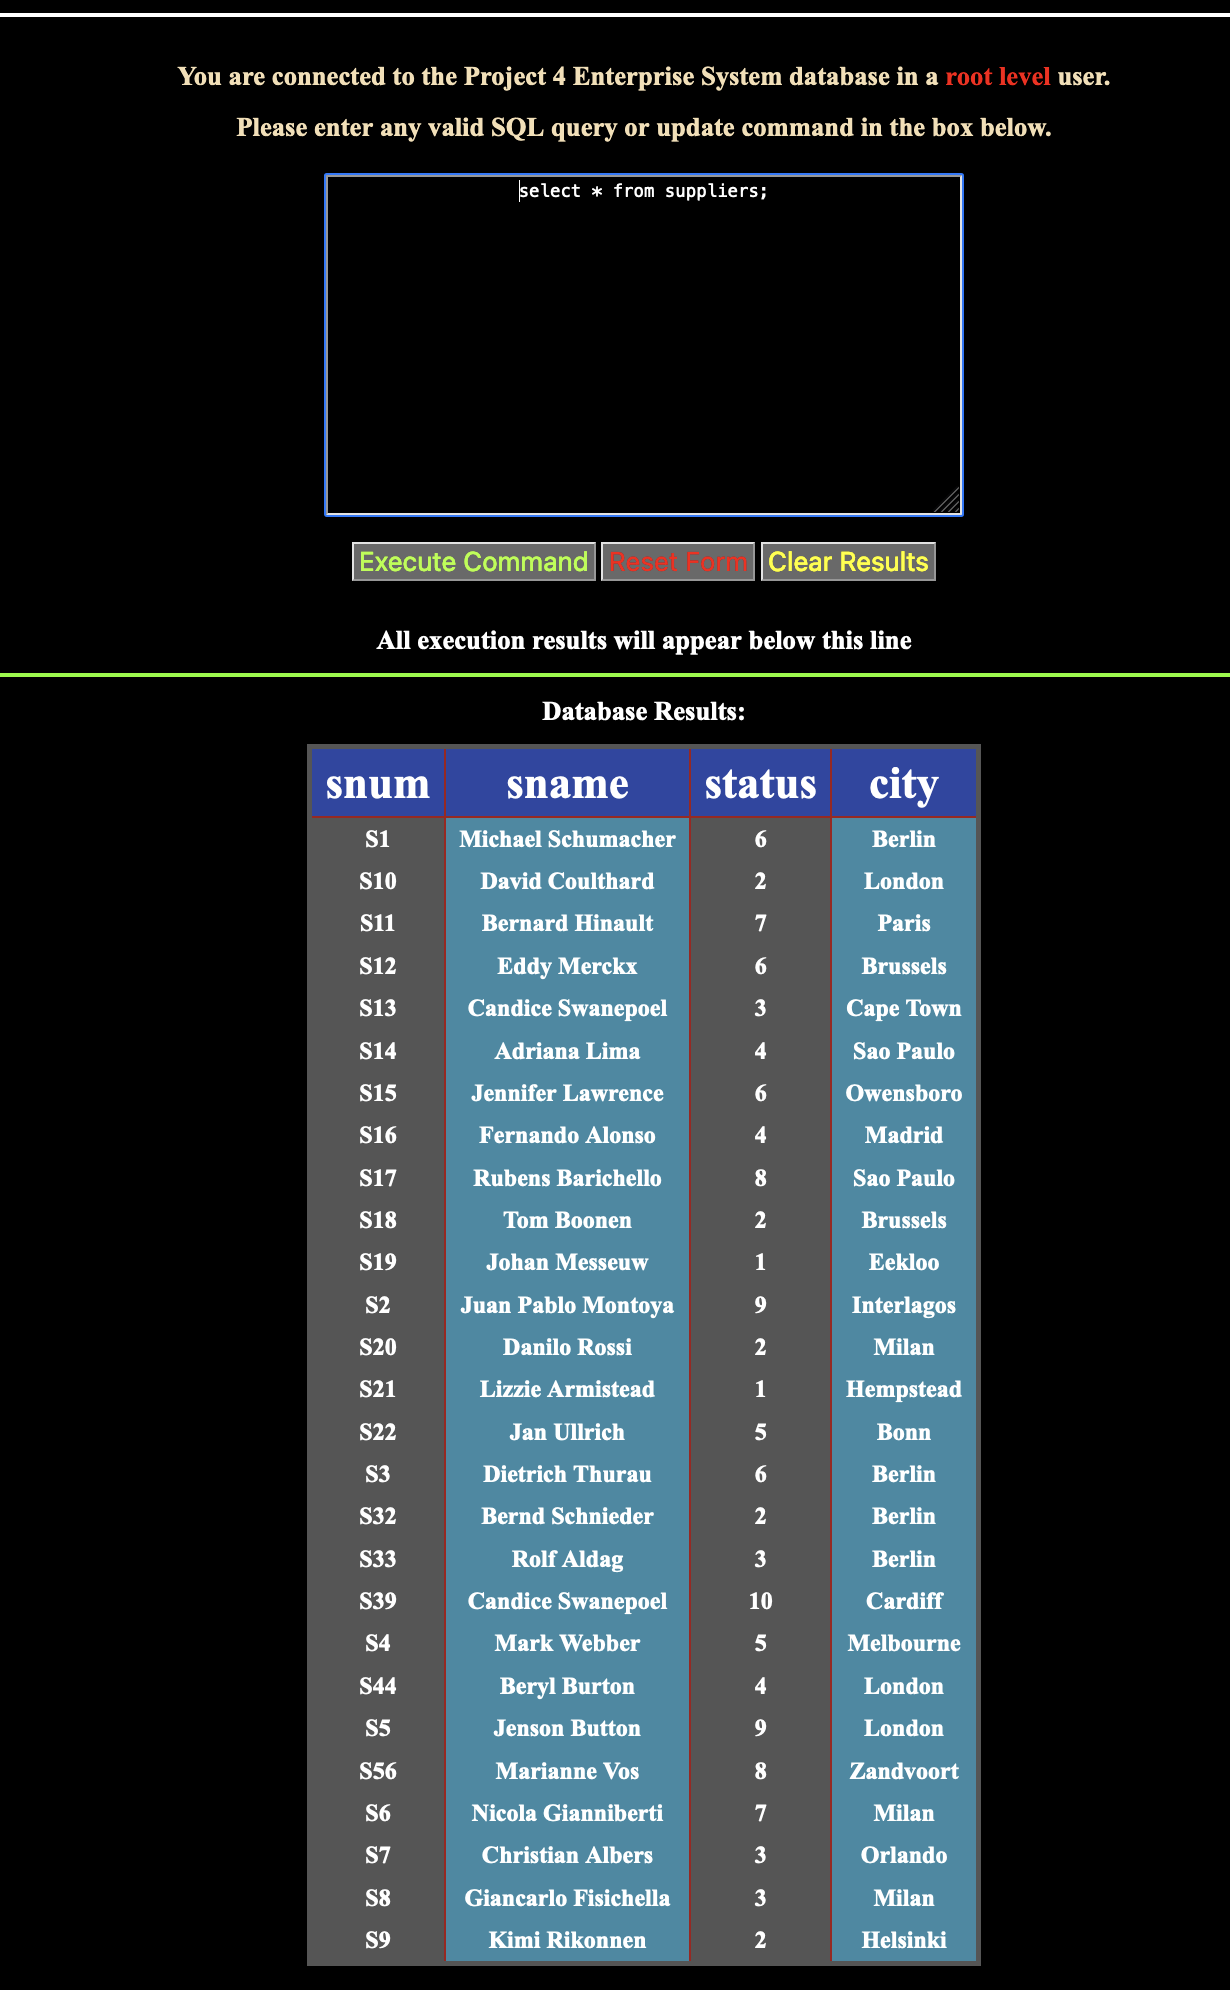 You are connected to the Project 4 Enterprise System database in a root level user.
Please enter any valid SQL query or update command in the box below.
select * from suppliers;
Execute Command Reset Form Clear Results
All execution results will appear below this line
Database Results:
snum sname status city
S1 Michael Schumacher 6 Berlin
S10 David Coulthard 2 London
S11 Bernard Hinault 7 Paris
S12 Eddy Merckx 6 Brussels
S13 Candice Swanepoel 3 Cape Town
S14 Adriana Lima 4 Sao Paulo
S15 Jennifer Lawrence 6 Owensboro
S16 Fernando Alonso 4 Madrid
S17 Rubens Barichello 8 Sao Paulo
S18 Tom Boonen 2 Brussels
S19 Johan Messeuw 1 Eekloo
S2 Juan Pablo Montoya 9 Interlagos
S20 Danilo Rossi 2 Milan
S21 Lizzie Armistead 1 Hempstead
S22 Jan Ullrich 5 Bonn
S3 Dietrich Thurau 6 Berlin
S32 Bernd Schnieder 2 Berlin
S33 Rolf Aldag 3 Berlin
S39 Candice Swanepoel 10 Cardiff
S4 Mark Webber 5 Melbourne
S44 Beryl Burton 4 London
S5 Jenson Button 9 London
S56 Marianne Vos 8 Zandvoort
S6 Nicola Gianniberti 7 Milan
S7 Christian Albers 3 Orlando
S8 Giancarlo Fisichella 3 Milan
S9 Kimi Rikonnen 2 Helsinki